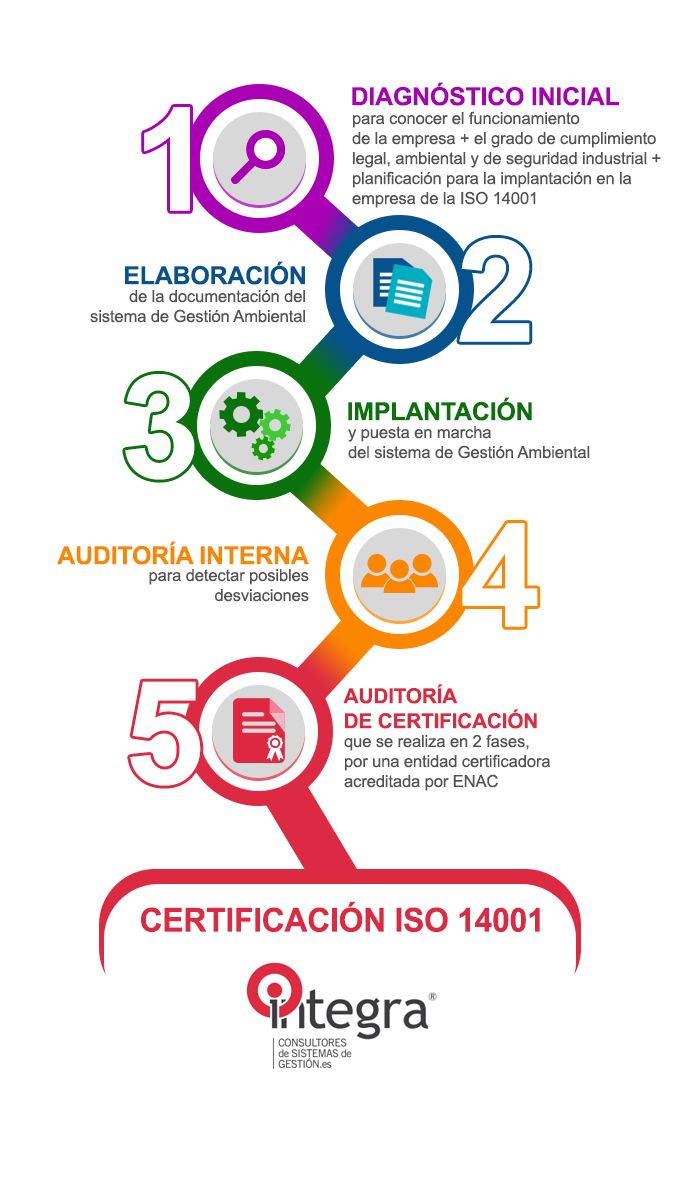 1
DIAGNÓSTICO INICIAL
para conocer el funcionamiento
de la empresa + el grado de cumplimiento
legal, ambiental y de seguridad industrial +
planificación para la implantación en la
empresa de la ISO 14001
2
ELABORACIÓN
de la documentación del
sistema de Gestión Ambiental
3
IMPLANTACIÓN
y puesta en marcha
del sistema de Gestión Ambiental
4
AUDITORÍA INTERNA
para detectar posibles
desviaciones
5
AUDITORÍA
DE CERTIFICACIÓN
que se realiza en 2 fases,
por una entidad certificadora
acreditada por ENAC
CERTIFICACIÓN ISO 14001
integra®
CONSULTORES
de SISTEMAS de
GESTIÓN.es